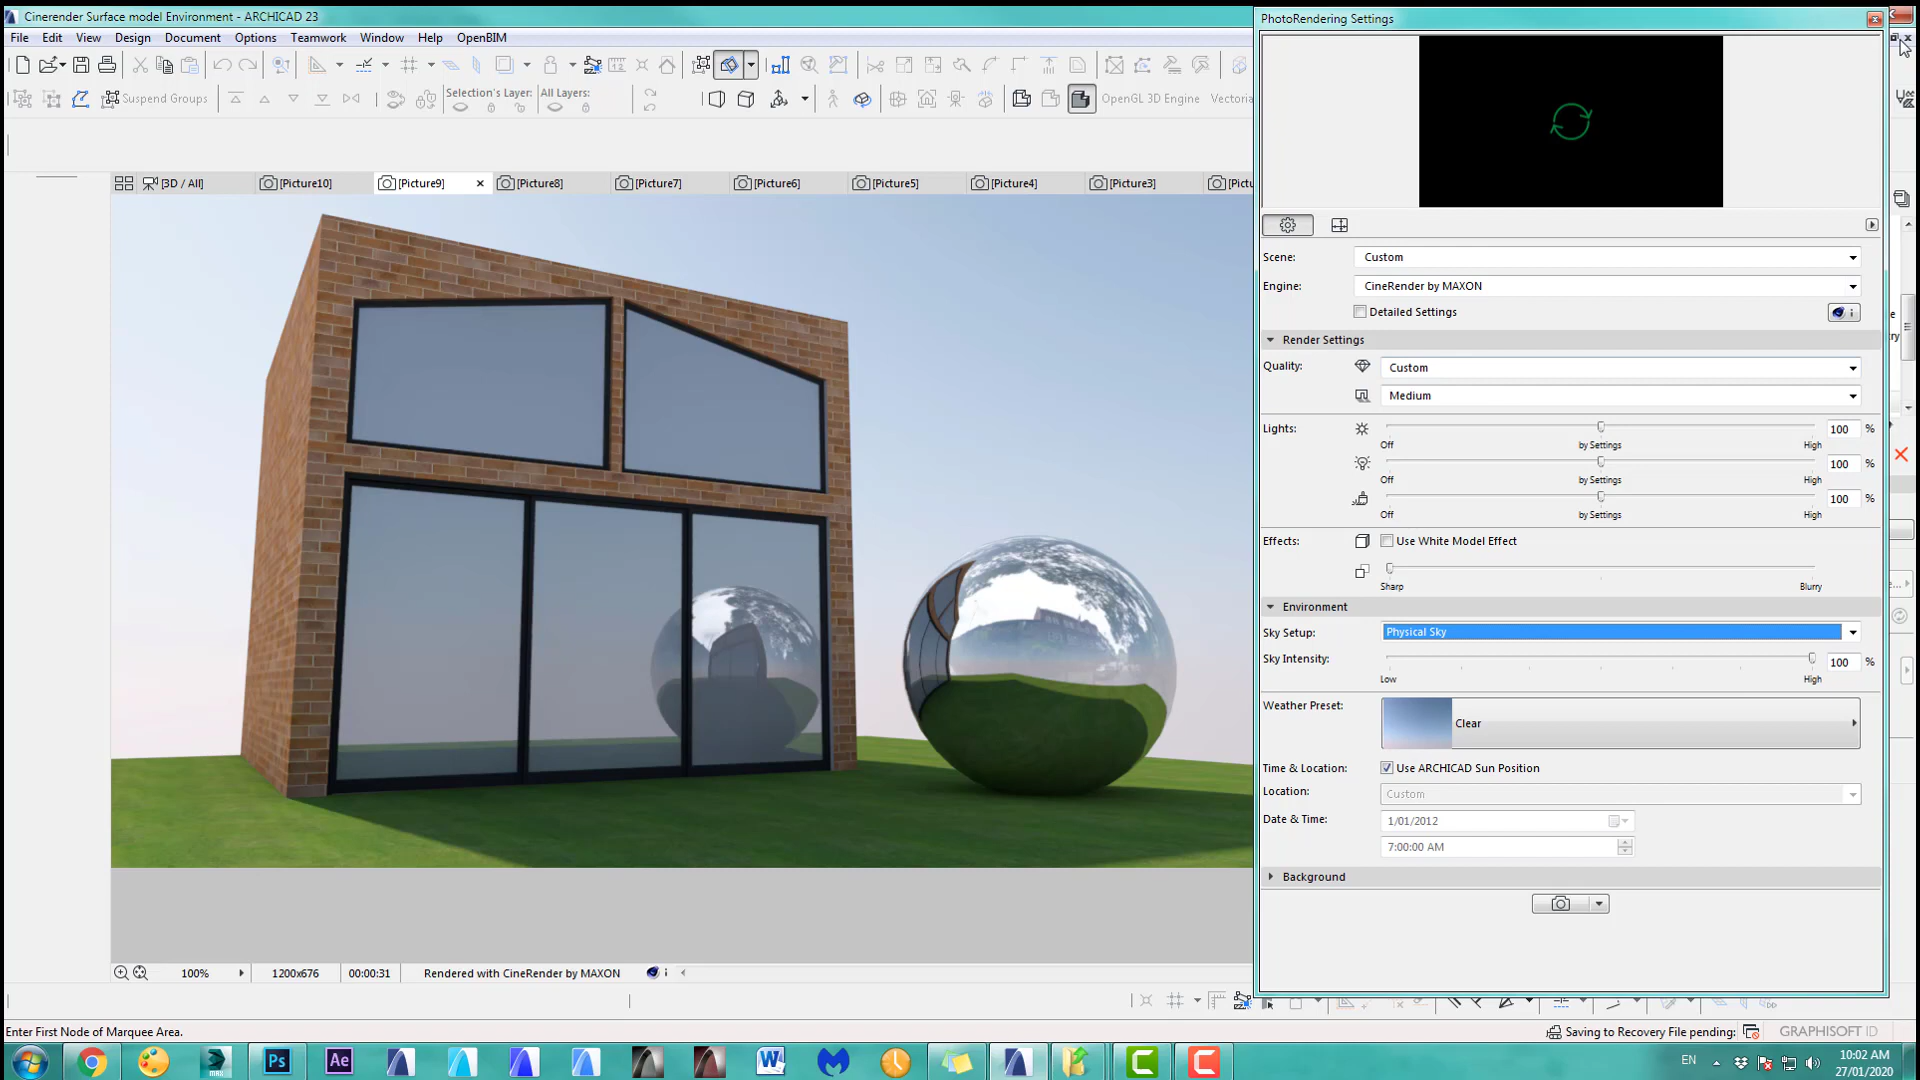 Cinerender Surface model Environment - ARCHICAD 23
PhotoRendering Settings
File Edit View Design Document Options Teamwork Window Help OpenBIM
Suspend Groups
Selection's Layer:
All Layers:
OpenGL 3D Engine
Vectoria
[3D / All]
[Picture10]
[Picture9]
[Picture8]
[Picture7]
[Picture6]
[Picture5]
[Picture4]
[Picture3]
[Pictu
Scene: Custom
Engine: CineRender by MAXON
Detailed Settings
Render Settings
Quality: Custom
Medium
Lights: 100 %
Off by Settings High
100 %
Off by Settings High
100 %
Off by Settings High
Effects: Use White Model Effect
Sharp Blurry
Environment
Sky Setup: Physical Sky
Sky Intensity: 100 %
Low High
Weather Preset: Clear
Time & Location: Use ARCHICAD Sun Position
Location: Custom
Date & Time: 1/01/2012
7:00:00 AM
Background
100% 1200x676 00:00:31 Rendered with CineRender by MAXON
Enter First Node of Marquee Area.
Saving to Recovery File pending:
GRAPHISOFT ID
Ps
Ae
W
C
C
EN
10:02 AM
27/01/2020